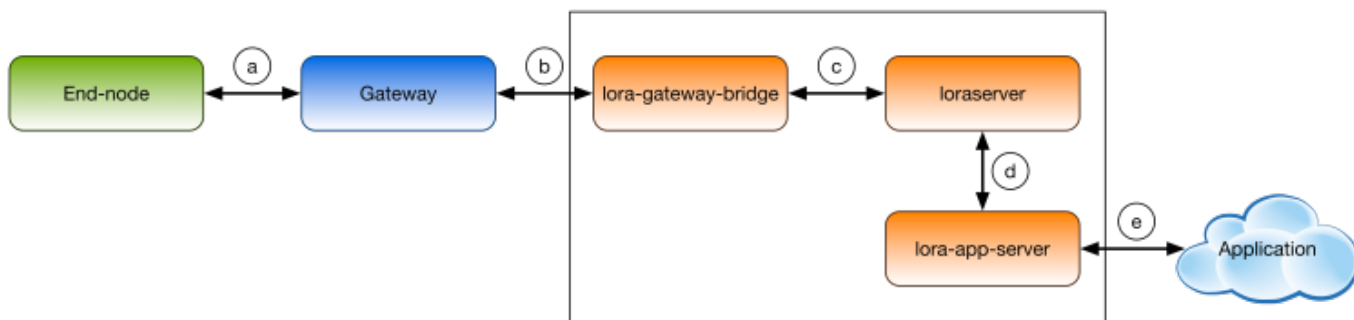 End-node
a
Gateway
b
lora-gateway-bridge
c
loraserver
d
lora-app-server
e
Application